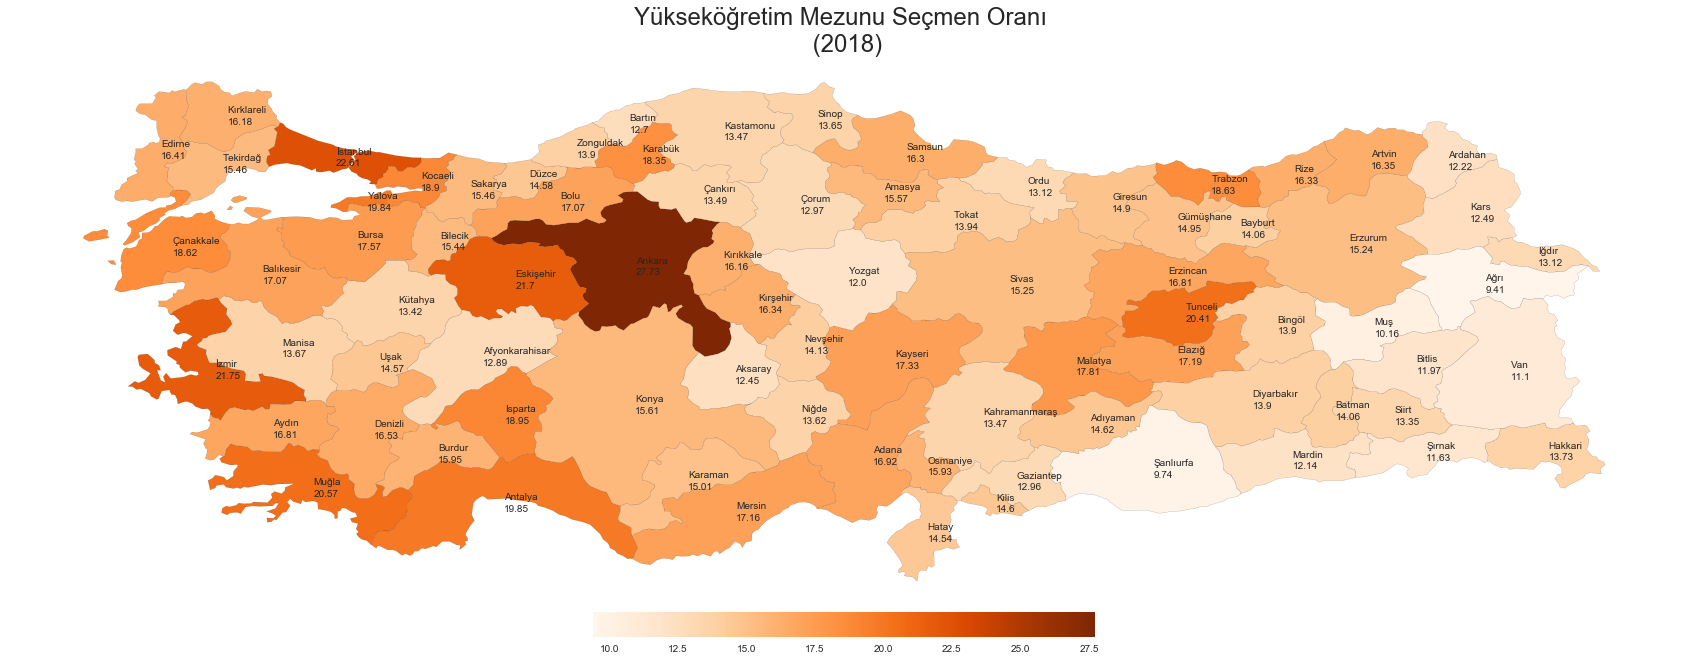 Yükseköğretim Mezunu Seçmen Oranı
(2018)
Kırklareli
16.18
Edirne
16.41
Tekirdağ
15.46
İstanbul
22.61
Kocaeli
18.9
Yalova
19.84
Sakarya
15.46
Düzce
14.58
Zonguldak
13.9
Bartın
12.7
Karabük
18.35
Kastamonu
13.47
Sinop
13.65
Samsun
16.3
Ordu
13.12
Giresun
14.9
Trabzon
18.63
Rize
16.33
Artvin
16.35
Ardahan
12.22
Kars
12.49
Iğdır
13.12
Ağrı
9.41
Erzurum
15.24
Bayburt
14.06
Gümüşhane
14.95
Erzincan
16.81
Tunceli
20.41
Bingöl
13.9
Muş
10.16
Bitlis
11.97
Van
11.1
Hakkari
13.73
Şırnak
11.63
Siirt
13.35
Batman
14.06
Mardin
12.14
Diyarbakır
13.9
Elazığ
17.19
Malatya
17.81
Adıyaman
14.62
Şanlıurfa
9.74
Gaziantep
12.96
Kilis
14.6
Hatay
14.54
Osmaniye
15.93
Kahramanmaraş
13.47
Adana
16.92
Mersin
17.16
Karaman
15.01
Niğde
13.62
Kayseri
17.33
Sivas
15.25
Tokat
13.94
Amasya
15.57
Çorum
12.97
Yozgat
12.0
Çankırı
13.49
Kırıkkale
16.16
Kırşehir
16.34
Nevşehir
14.13
Aksaray
12.45
Konya
15.61
Ankara
27.73
Bolu
17.07
Bilecik
15.44
Eskişehir
21.7
Bursa
17.57
Çanakkale
18.62
Balıkesir
17.07
Kütahya
13.42
Manisa
13.67
Uşak
14.57
Afyonkarahisar
12.89
İzmir
21.75
Aydın
16.81
Denizli
16.53
Isparta
18.95
Burdur
15.95
Muğla
20.57
Antalya
19.85
10.0 12.5 15.0 17.5 20.0 22.5 25.0 27.5